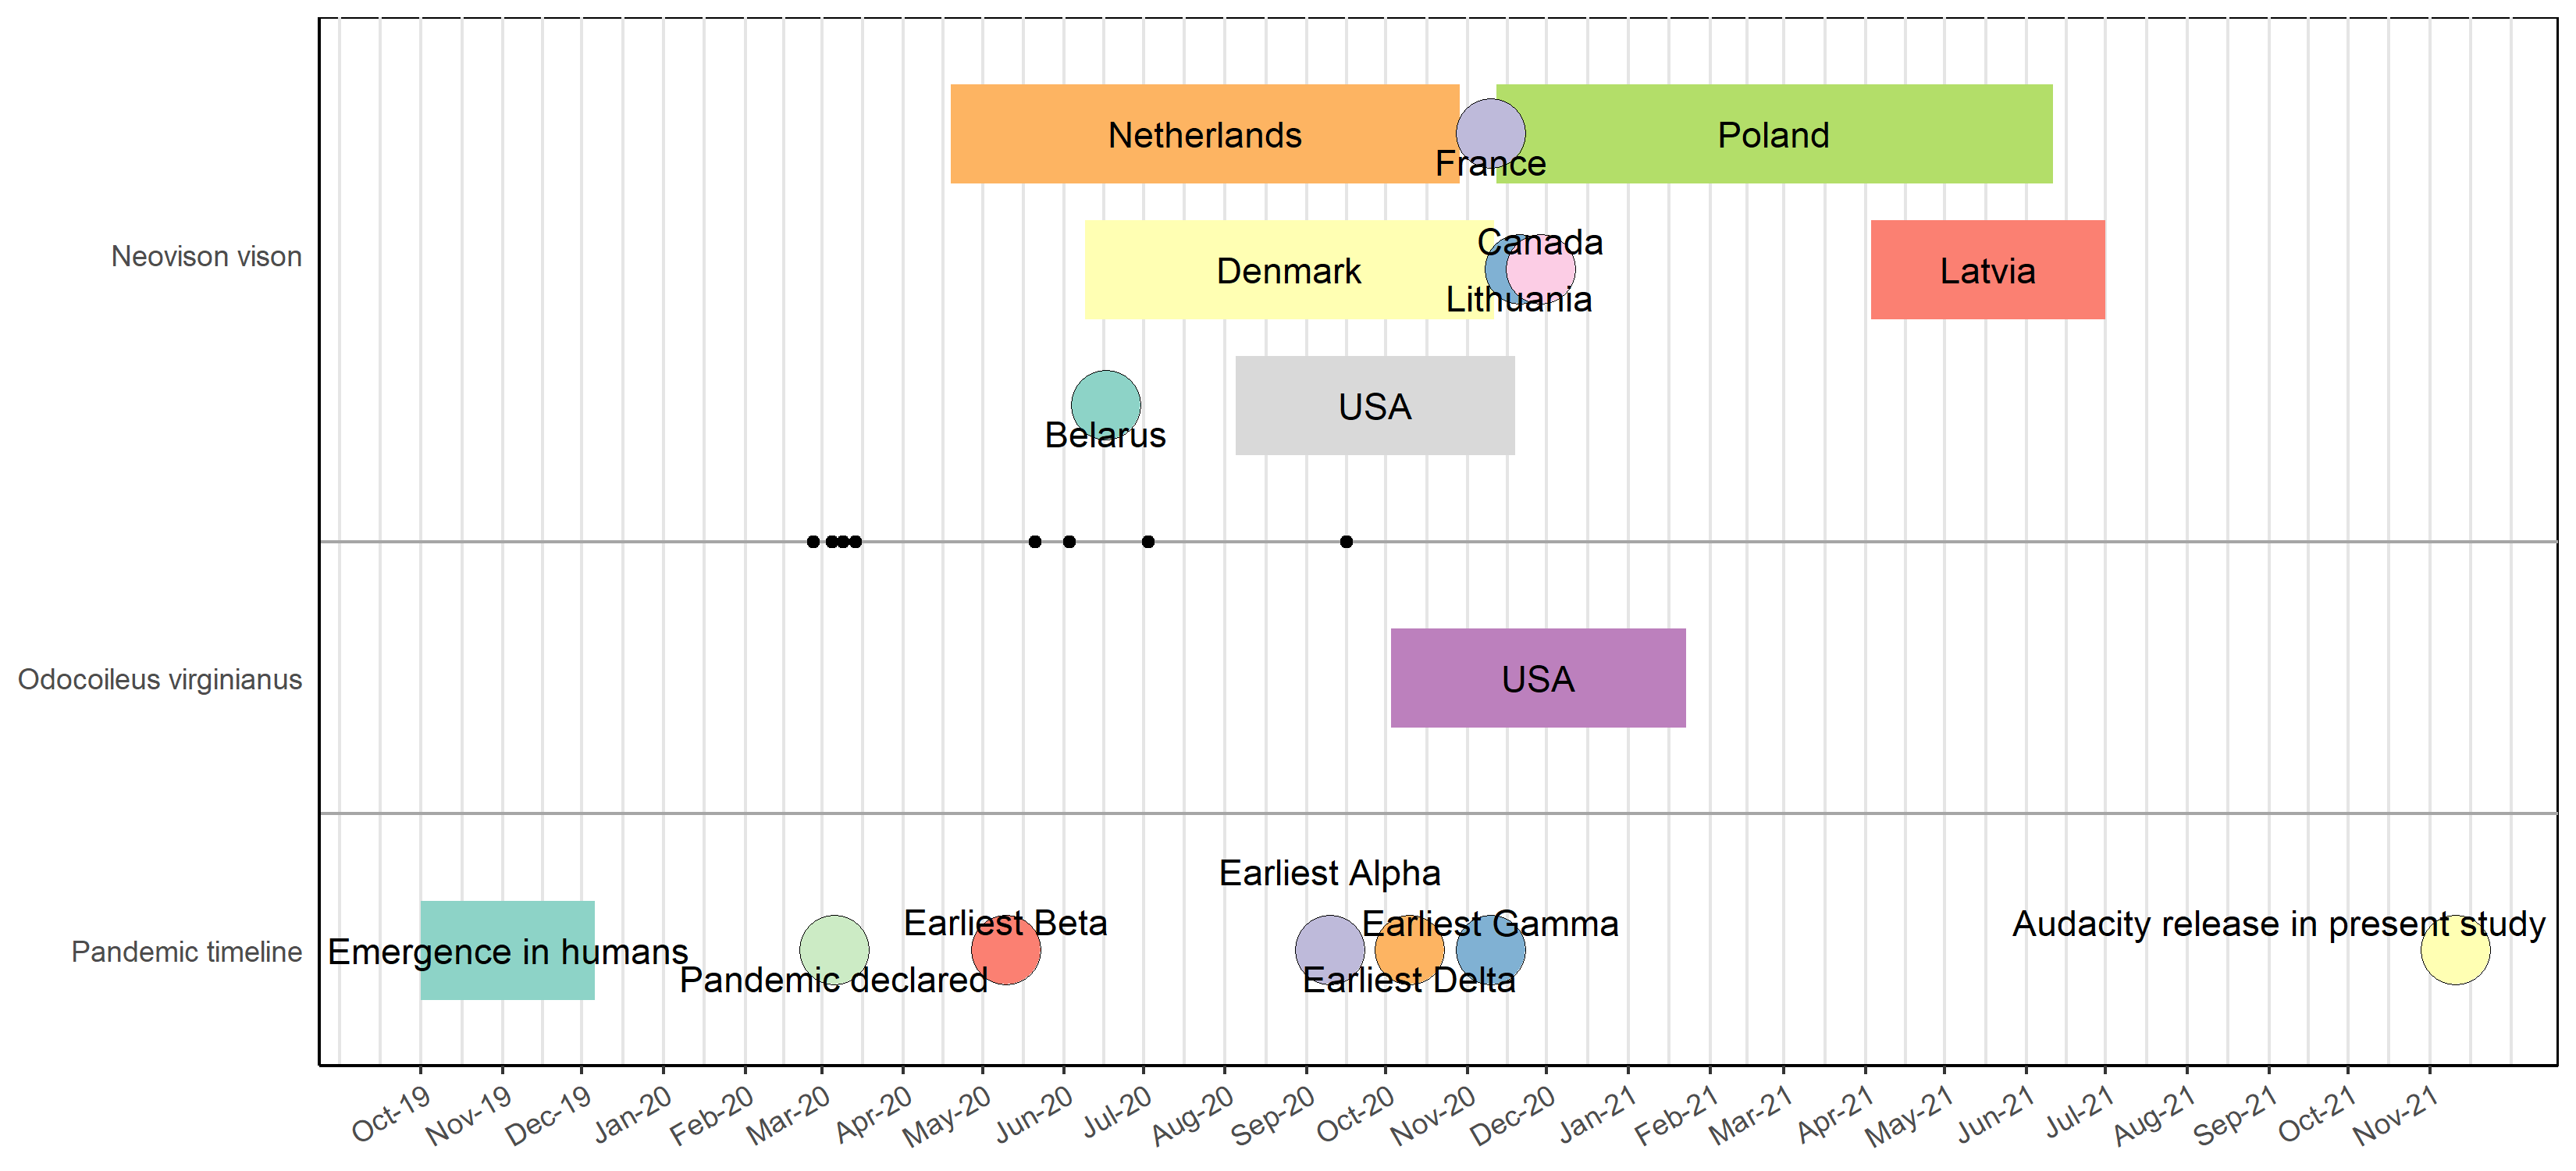 Netherlands
Poland
France
Neovison vison
Canada
Denmark
Latvia
Lithuania
USA
Belarus
Odocoileus virginianus
USA
Earliest Alpha
Earliest Beta
Earliest Gamma
Audacity release in present study
Pandemic timeline
Emergence in humans
Pandemic declared
Earliest Delta
Oct-19
Nov-19
Dec-19
Jan-20
Feb-20
Mar-20
Apr-20
May-20
Jun-20
Jul-20
Aug-20
Sep-20
Oct-20
Nov-20
Dec-20
Jan-21
Feb-21
Mar-21
Apr-21
May-21
Jun-21
Jul-21
Aug-21
Sep-21
Oct-21
Nov-21